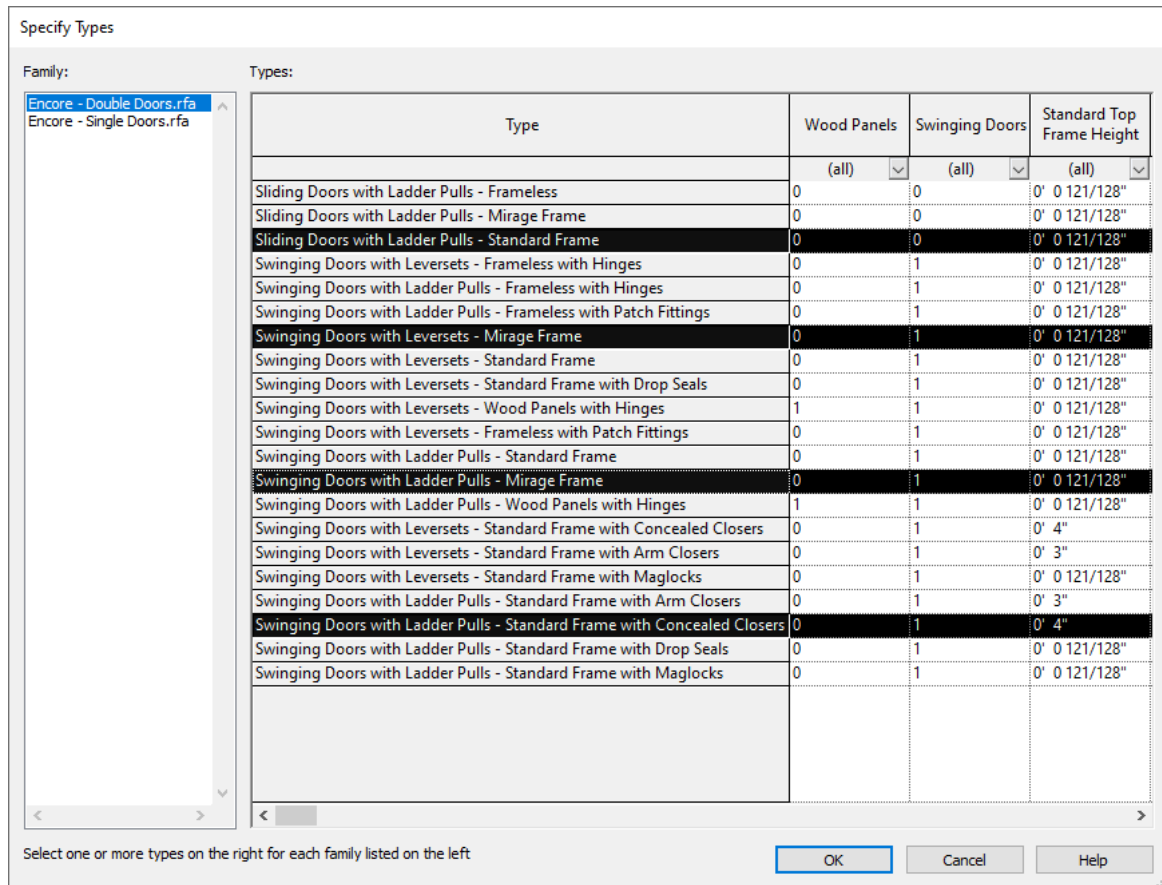 Specify Types
Family:
Types:
Encore - Double Doors.rfa
Encore - Single Doors.rfa
Type Wood Panels Swinging Doors Standard Top Frame Height
(all) (all) (all)
Sliding Doors with Ladder Pulls - Frameless 0 0 0' 0 121/128"
Sliding Doors with Ladder Pulls - Mirage Frame 0 0 0' 0 121/128"
Sliding Doors with Ladder Pulls - Standard Frame 0 0 0' 0 121/128"
Swinging Doors with Leversets - Frameless with Hinges 0 1 0' 0 121/128"
Swinging Doors with Ladder Pulls - Frameless with Hinges 0 1 0' 0 121/128"
Swinging Doors with Ladder Pulls - Frameless with Patch Fittings 0 1 0' 0 121/128"
Swinging Doors with Leversets - Mirage Frame 0 1 0' 0 121/128"
Swinging Doors with Leversets - Standard Frame 0 1 0' 0 121/128"
Swinging Doors with Leversets - Standard Frame with Drop Seals 0 1 0' 0 121/128"
Swinging Doors with Leversets - Wood Panels with Hinges 1 1 0' 0 121/128"
Swinging Doors with Leversets - Frameless with Patch Fittings 0 1 0' 0 121/128"
Swinging Doors with Ladder Pulls - Standard Frame 0 1 0' 0 121/128"
Swinging Doors with Ladder Pulls - Mirage Frame 0 1 0' 0 121/128"
Swinging Doors with Ladder Pulls - Wood Panels with Hinges 1 1 0' 0 121/128"
Swinging Doors with Leversets - Standard Frame with Concealed Closers 0 1 0' 4"
Swinging Doors with Leversets - Standard Frame with Arm Closers 0 1 0' 3"
Swinging Doors with Leversets - Standard Frame with Maglocks 0 1 0' 0 121/128"
Swinging Doors with Ladder Pulls - Standard Frame with Arm Closers 0 1 0' 3"
Swinging Doors with Ladder Pulls - Standard Frame with Concealed Closers 0 1 0' 4"
Swinging Doors with Ladder Pulls - Standard Frame with Drop Seals 0 1 0' 0 121/128"
Swinging Doors with Ladder Pulls - Standard Frame with Maglocks 0 1 0' 0 121/128"
Select one or more types on the right for each family listed on the left
OK Cancel Help